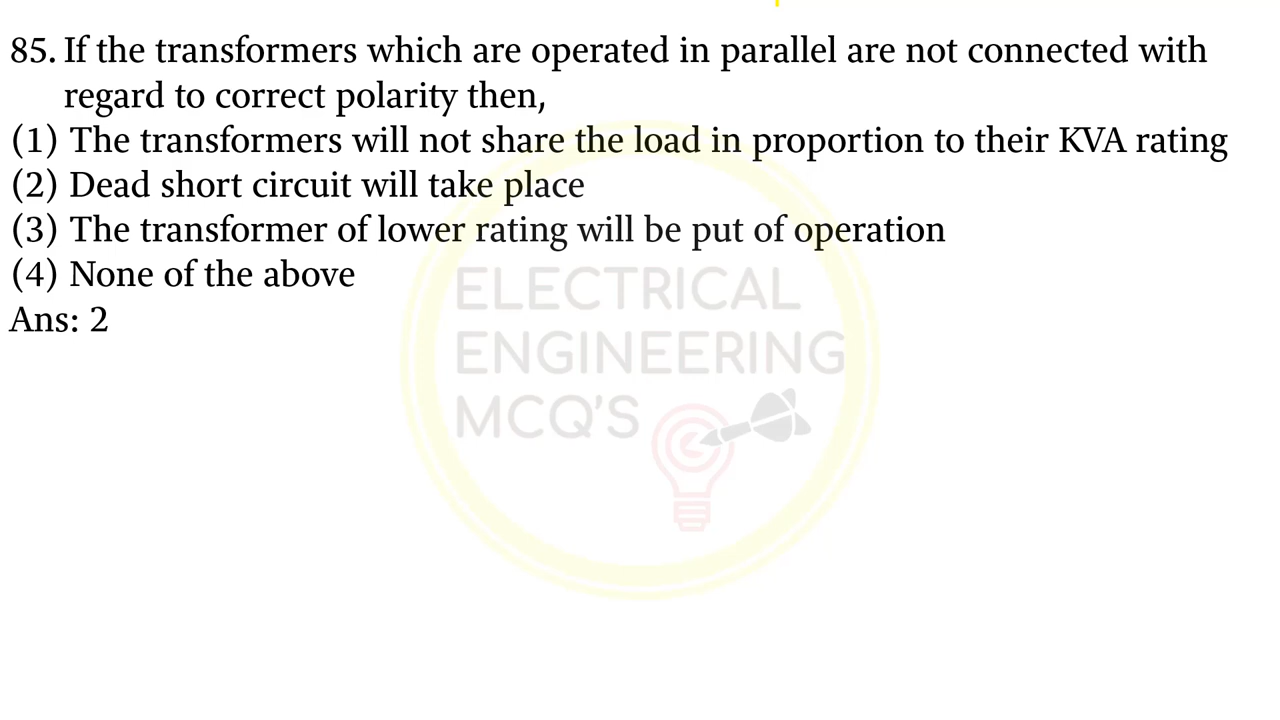 85. If the transformers which are operated in parallel are not connected with
regard to correct polarity then,
(1) The transformers will not share the load in proportion to their KVA rating
(2) Dead short circuit will take place
(3) The transformer of lower rating will be put of operation
(4) None of the above
Ans: 2
ELECTRICAL
ENGINEERING
MCQ'S